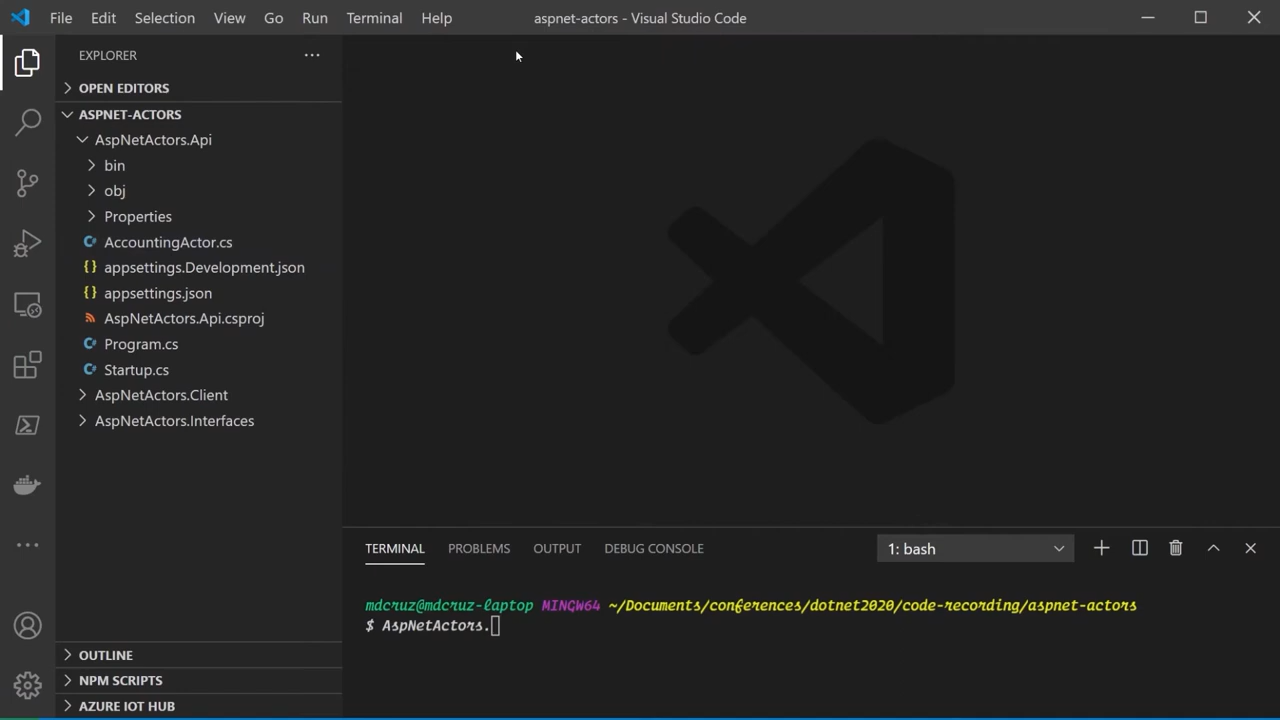 File Edit Selection View Go Run Terminal Help aspnet-actors - Visual Studio Code
EXPLORER
OPEN EDITORS
ASPNET-ACTORS
AspNetActors.Api
bin
obj
Properties
AccountingActor.cs
appsettings.Development.json
appsettings.json
AspNetActors.Api.csproj
Program.cs
Startup.cs
AspNetActors.Client
AspNetActors.Interfaces
OUTLINE
NPM SCRIPTS
AZURE IOT HUB
TERMINAL PROBLEMS OUTPUT DEBUG CONSOLE 1: bash
mdcruz@mdcruz-laptop MINGW64 ~/Documents/conferences/dotnet2020/code-recording/aspnet-actors
$ AspNetActors.